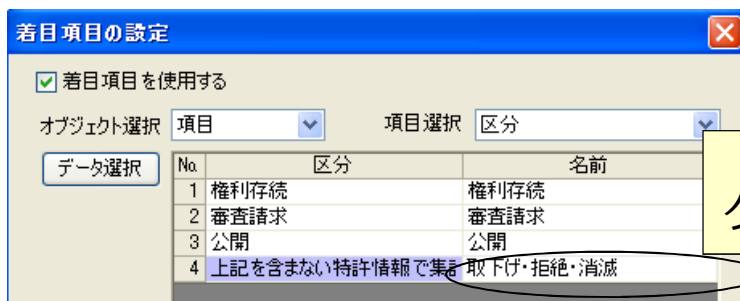 着目項目の設定
着目項目を使用する
オブジェクト選択 項目 項目選択 区分
データ選択 No. 区分 名前
1 権利存続 権利存続
2 審査請求 審査請求
3 公開 公開
4 上記を含まない特許情報で集計 取下げ・拒絶・消滅